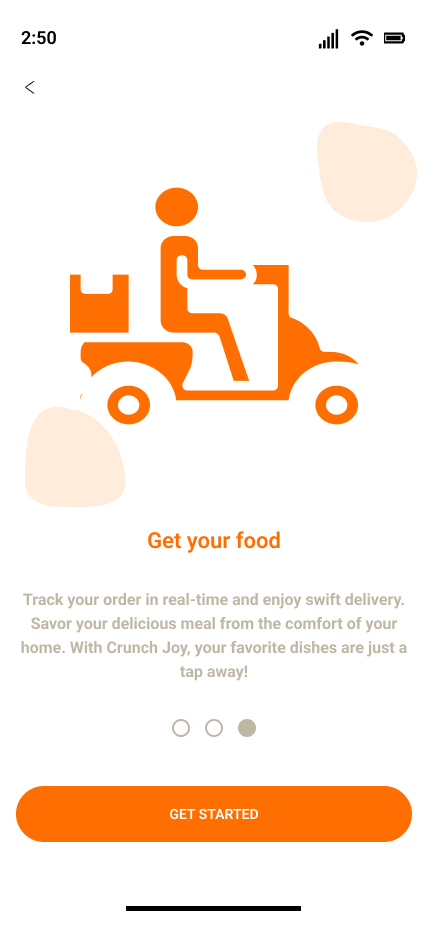 2:50
Get your food
Track your order in real-time and enjoy swift delivery.
Savor your delicious meal from the comfort of your
home. With Crunch Joy, your favorite dishes are just a
tap away!
GET STARTED